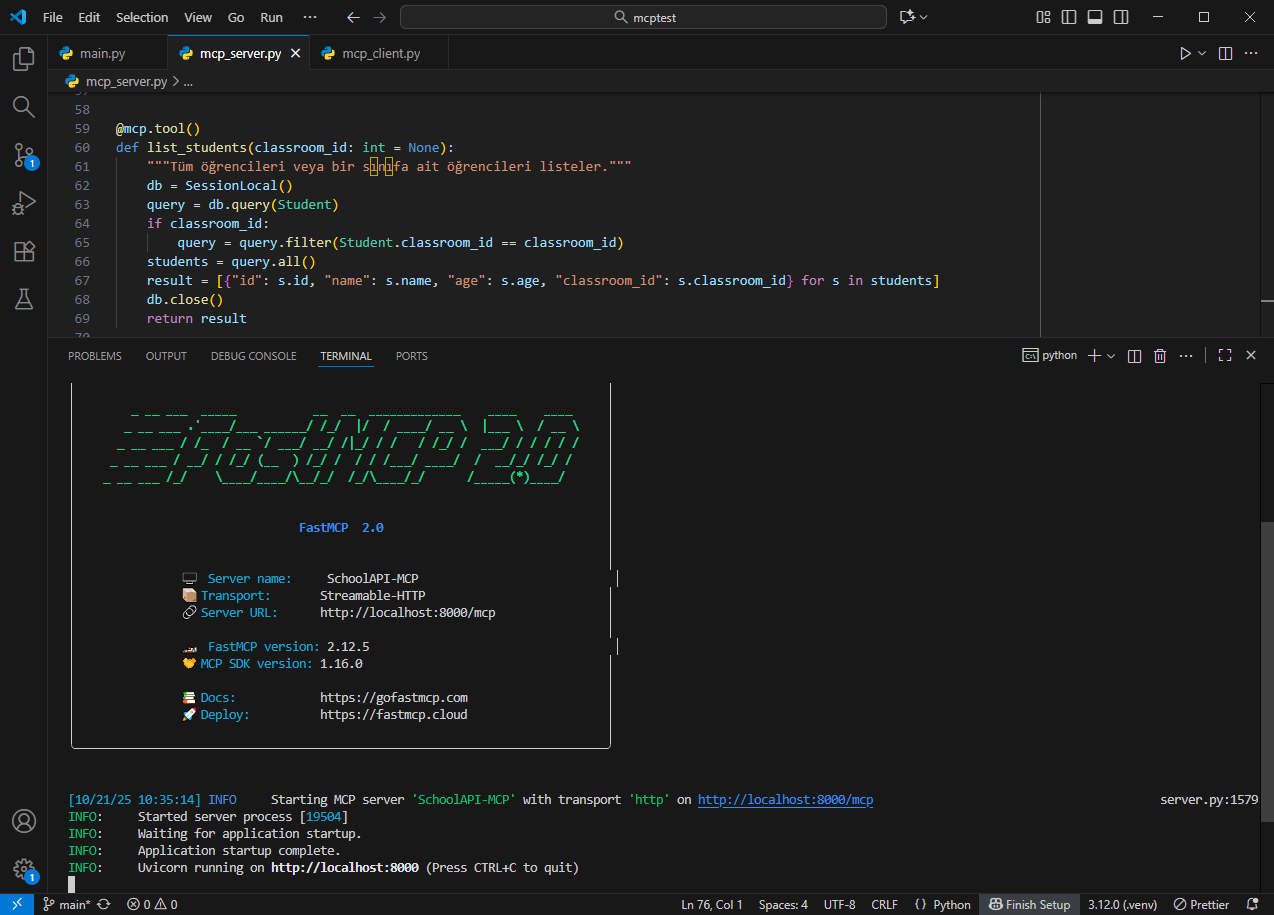 File Edit Selection View Go Run ··· mcptest
main.py mcp_server.py mcp_client.py
mcp_server.py > ...
58
59 @mcp.tool()
60 def list_students(classroom_id: int = None):
61 """Tüm öğrencileri veya bir sınıfa ait öğrencileri listeler."""
62 db = SessionLocal()
63 query = db.query(Student)
64 if classroom_id:
65 query = query.filter(Student.classroom_id == classroom_id)
66 students = query.all()
67 result = [{"id": s.id, "name": s.name, "age": s.age, "classroom_id": s.classroom_id} for s in students]
68 db.close()
69 return result
PROBLEMS OUTPUT DEBUG CONSOLE TERMINAL PORTS python
FastMCP 2.0
FastMCP 2.0
Server name: SchoolAPI-MCP
Transport: Streamable-HTTP
Server URL: http://localhost:8000/mcp
FastMCP version: 2.12.5
MCP SDK version: 1.16.0
Docs: https://gofastmcp.com
Deploy: https://fastmcp.cloud
[10/21/25 10:35:14] INFO Starting MCP server 'SchoolAPI-MCP' with transport 'http' on http://localhost:8000/mcp server.py:1579
INFO: Started server process [19504]
INFO: Waiting for application startup.
INFO: Application startup complete.
INFO: Uvicorn running on http://localhost:8000 (Press CTRL+C to quit)
main* 0 0 Ln 76, Col 1 Spaces: 4 UTF-8 CRLF {} Python Finish Setup 3.12.0 (.venv) Prettier